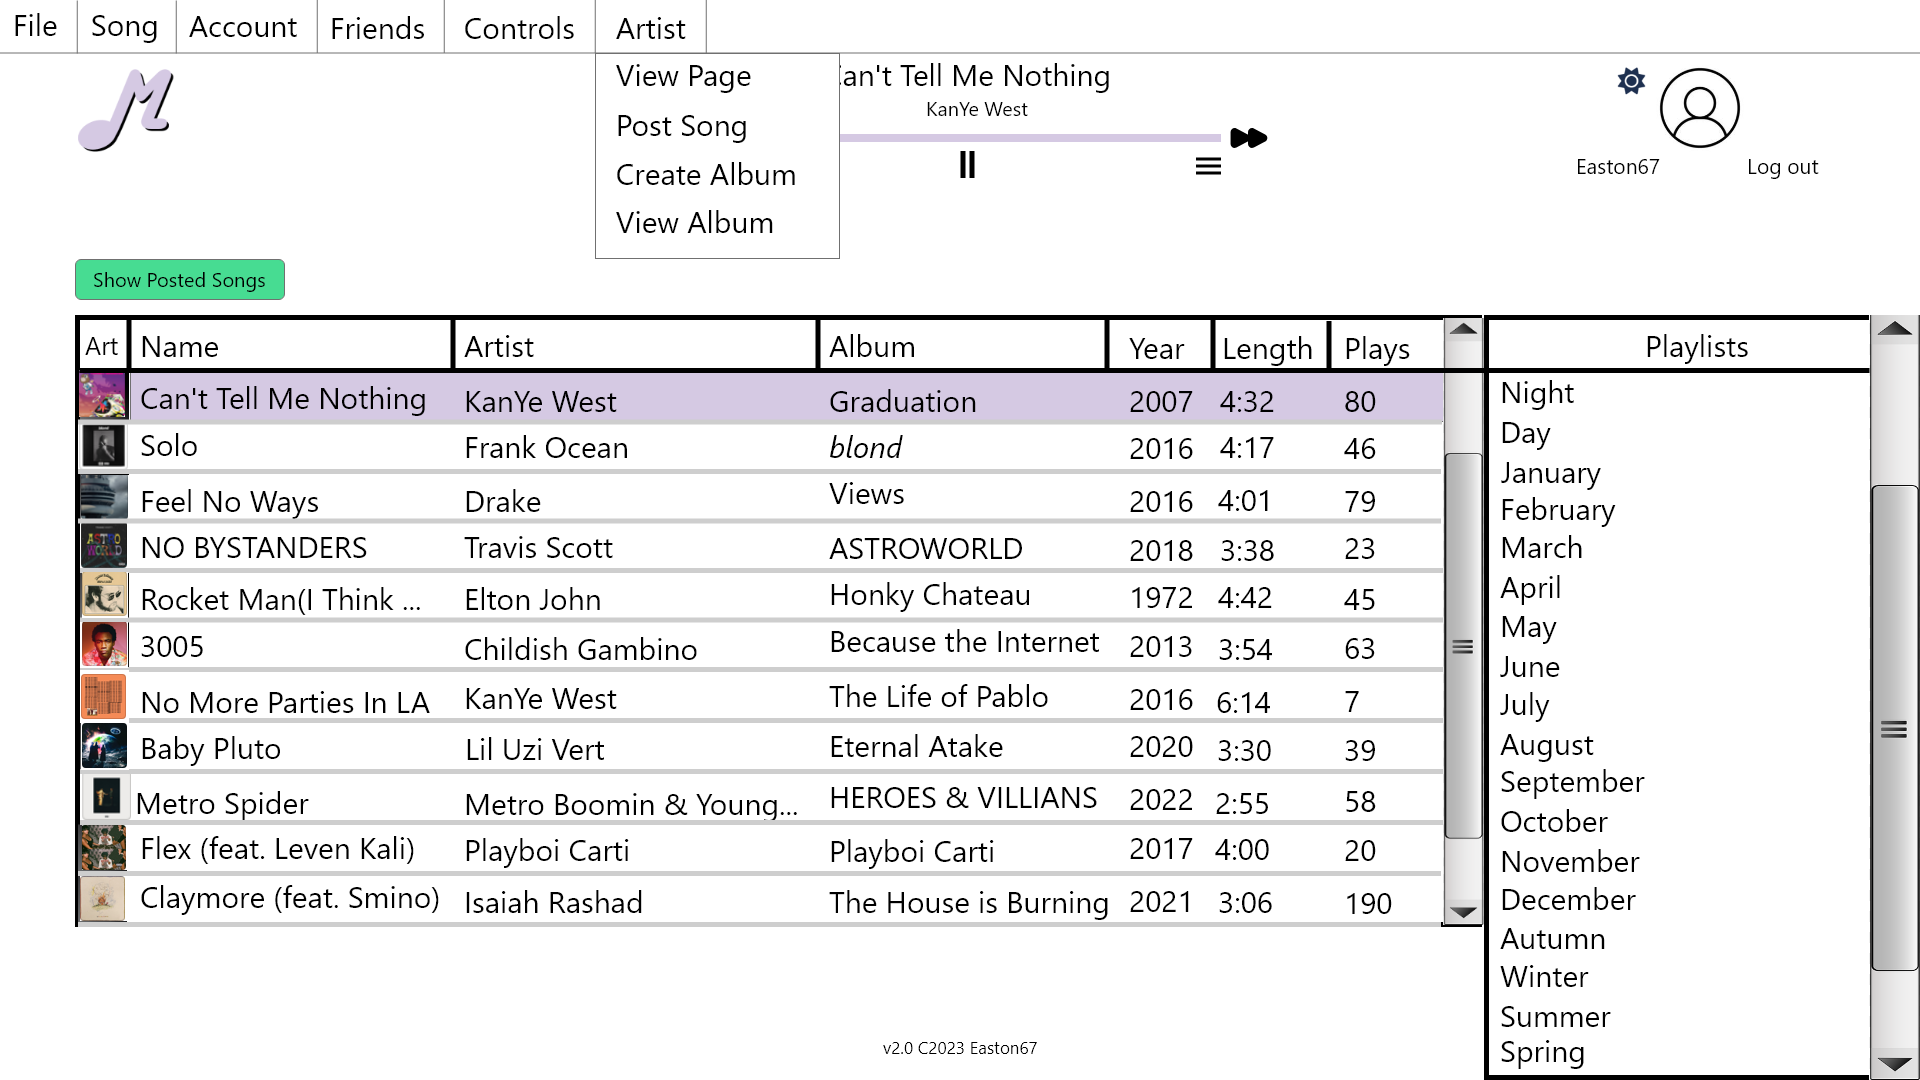 File Song Account Friends Controls Artist
View Page
Post Song
Create Album
View Album
an't Tell Me Nothing
KanYe West
Easton67
Log out
Show Posted Songs
Art Name Artist Album Year Length Plays
Can't Tell Me Nothing KanYe West Graduation 2007 4:32 80
Solo Frank Ocean blond 2016 4:17 46
Feel No Ways Drake Views 2016 4:01 79
NO BYSTANDERS Travis Scott ASTROWORLD 2018 3:38 23
Rocket Man(I Think ... Elton John Honky Chateau 1972 4:42 45
3005 Childish Gambino Because the Internet 2013 3:54 63
No More Parties In LA KanYe West The Life of Pablo 2016 6:14 7
Baby Pluto Lil Uzi Vert Eternal Atake 2020 3:30 39
Metro Spider Metro Boomin & Young... HEROES & VILLIANS 2022 2:55 58
Flex (feat. Leven Kali) Playboi Carti Playboi Carti 2017 4:00 20
Claymore (feat. Smino) Isaiah Rashad The House is Burning 2021 3:06 190
Playlists
Night
Day
January
February
March
April
May
June
July
August
September
October
November
December
Autumn
Winter
Summer
Spring
v2.0 C2023 Easton67